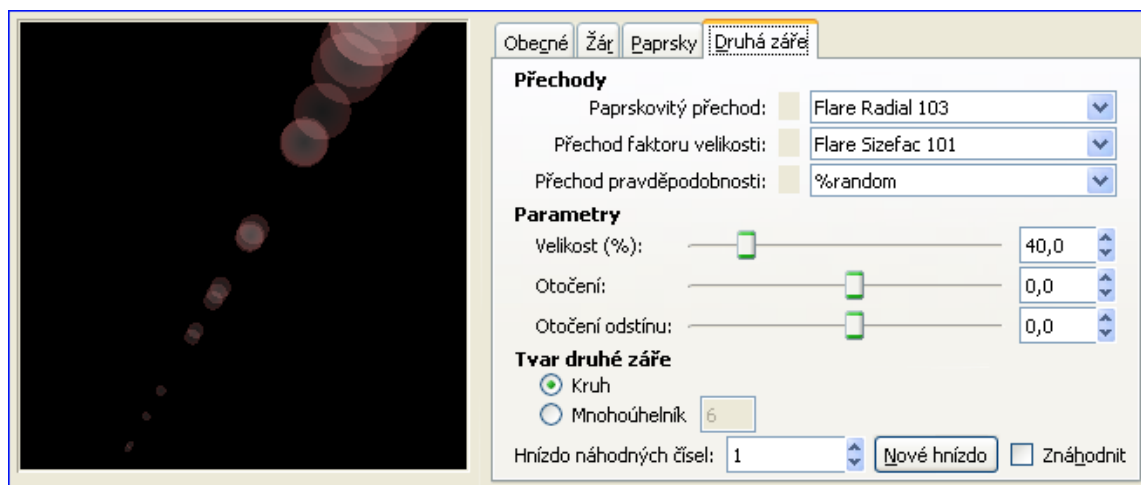 Obecné Žár Paprsky Druhá záře
Přechody
Paprskovitý přechod: Flare Radial 103
Přechod faktoru velikosti: Flare Sizefac 101
Přechod pravděpodobnosti: %random
Parametry
Velikost (%): 40,0
Otočení: 0,0
Otočení odstínu: 0,0
Tvar druhé záře
Kruh
Mnohoúhelník 6
Hnízdo náhodných čísel: 1 Nové hnízdo Znáhodnit